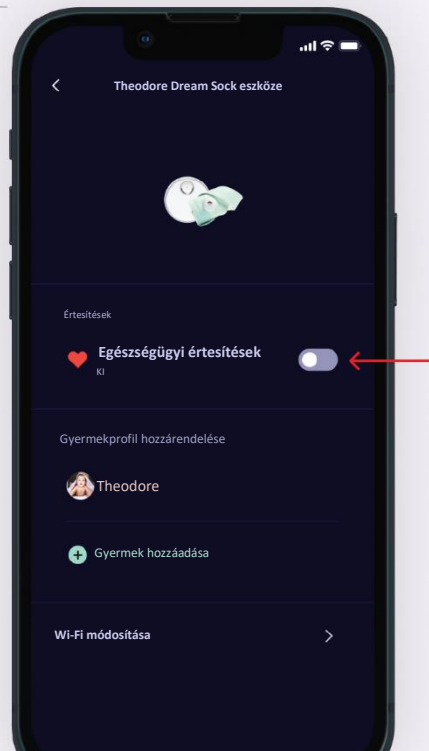 Theodore Dream Sock eszköze
Értesítések
Egészségügyi értesítések
KI
Gyermekprofil hozzárendelése
Theodore
Gyermek hozzáadása
Wi-Fi módosítása